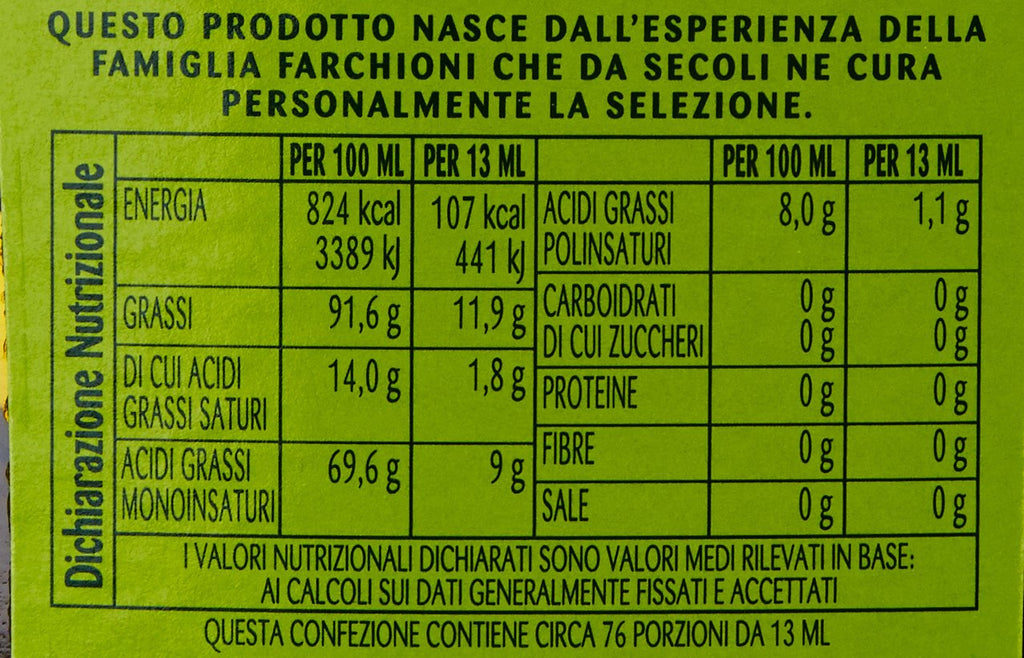 QUESTO PRODOTTO NASCE DALL'ESPERIENZA DELLA
FAMIGLIA FARCHIONI CHE DA SECOLI NE CURA
PERSONALMENTE LA SELEZIONE.
Dichiarazione Nutrizionale
PER 100 ML PER 13 ML
ENERGIA 824 kcal 107 kcal
3389 kJ 441 kJ
GRASSI 91,6 g 11,9 g
DI CUI ACIDI 14,0 g 1,8 g
GRASSI SATURI
ACIDI GRASSI 69,6 g 9 g
MONOINSATURI
PER 100 ML PER 13 ML
ACIDI GRASSI 8,0 g 1,1 g
POLINSATURI
CARBOIDRATI 0 g 0 g
DI CUI ZUCCHERI 0 g 0 g
PROTEINE 0 g 0 g
FIBRE 0 g 0 g
SALE 0 g 0 g
I VALORI NUTRIZIONALI DICHIARATI SONO VALORI MEDI RILEVATI IN BASE:
AI CALCOLI SUI DATI GENERALMENTE FISSATI E ACCETTATI
QUESTA CONFEZIONE CONTIENE CIRCA 76 PORZIONI DA 13 ML